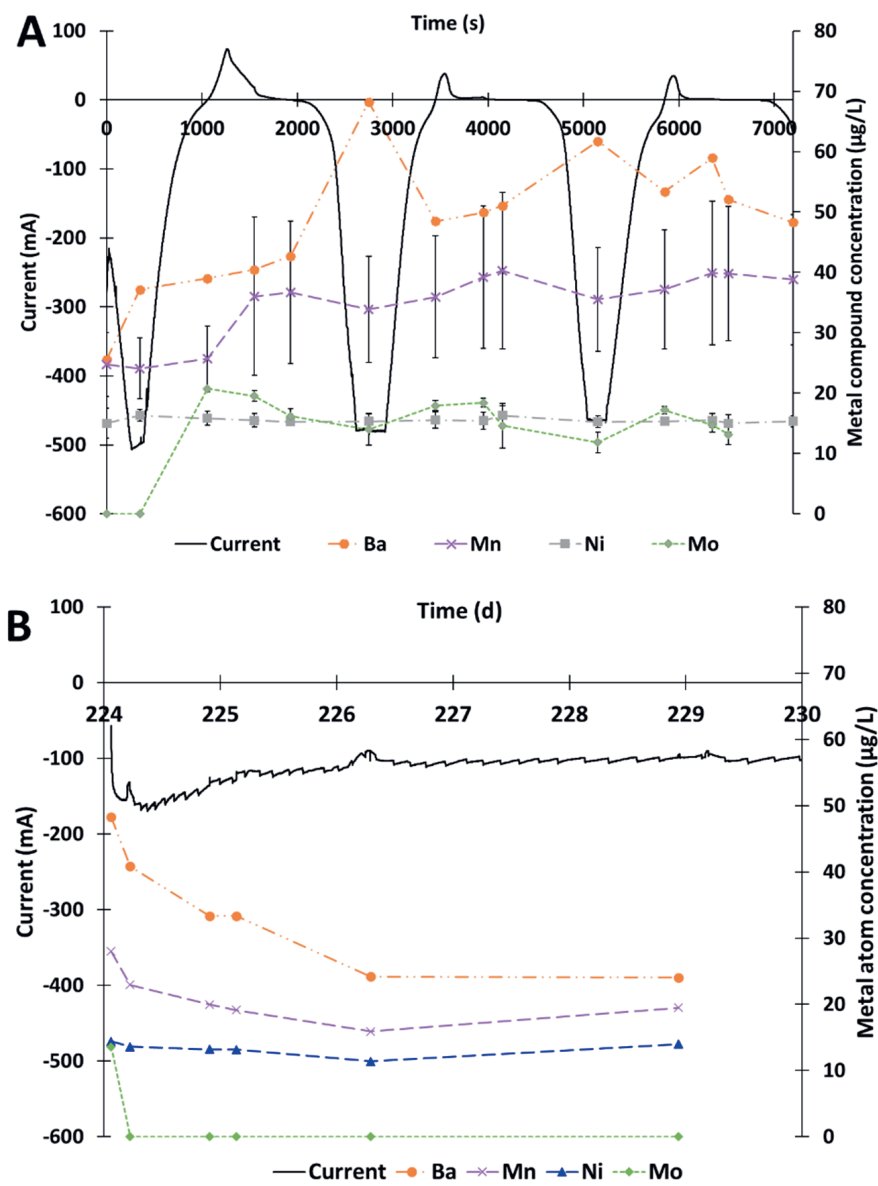 A
Time (s)
100 80
0 70
0 1000 2000 3000 4000 5000 6000 7000
-100 60
-200 50
-300 40
-400 30
-500 20
10
-600 0
Current (mA)
Metal compound concentration (µg/L)
Current Ba Mn Ni Mo
B
Time (d)
100 80
0 70
224 225 226 227 228 229 230
-100 60
-200 50
-300 40
-400 30
-500 20
10
-600 0
Current (mA)
Metal atom concentration (µg/L)
Current Ba Mn Ni Mo